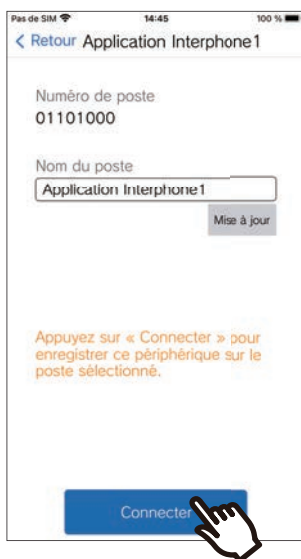 Pas de SIM 14:45 100 %
< Retour Application Interphone1
Numéro de poste
01101000
Nom du poste
Application Interphone1
Mise à jour
Appuyez sur « Connecter » pour
enregistrer ce périphérique sur le
poste sélectionné.
Connecter